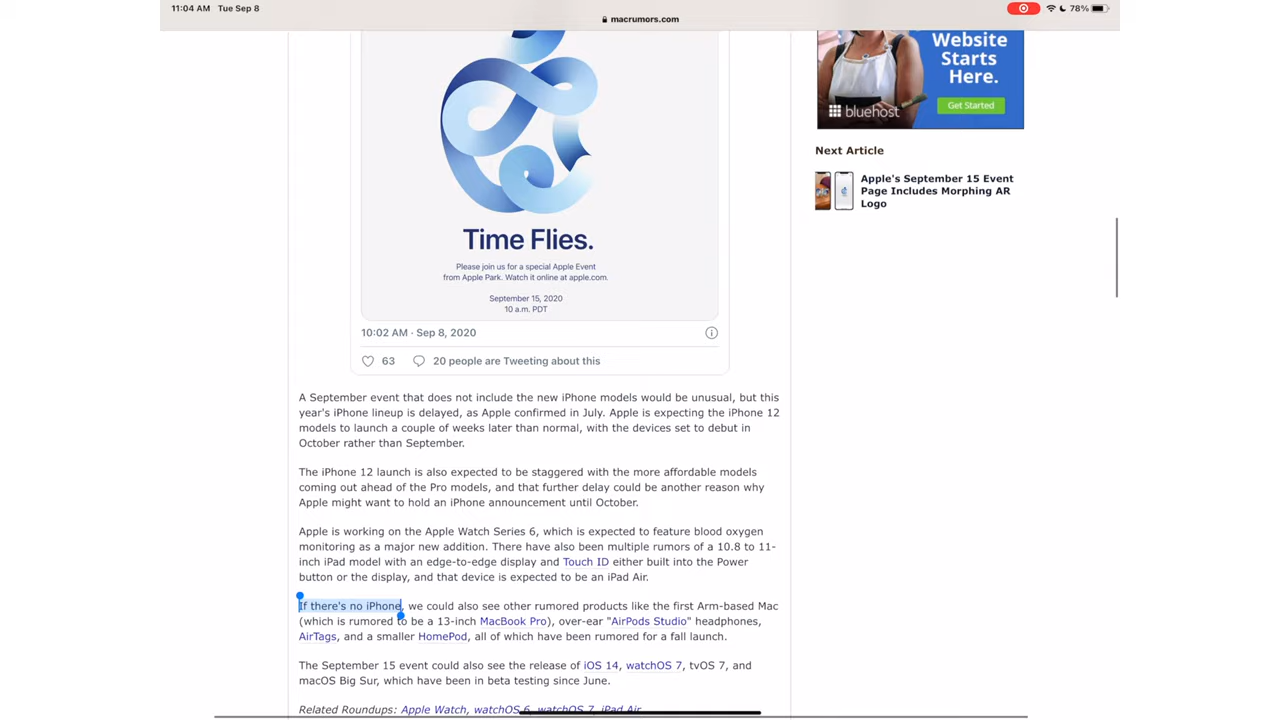 11:04 AM Tue Sep 8
macrumors.com
78%
Website
Starts
Here.
bluehost
Get Started
Next Article
Apple's September 15 Event
Page Includes Morphing AR
Logo
Time Flies.
Please join us for a special Apple Event
from Apple Park. Watch it online at apple.com.
September 15, 2020
10 a.m. PDT
10:02 AM · Sep 8, 2020
63
20 people are Tweeting about this
A September event that does not include the new iPhone models would be unusual, but this
year's iPhone lineup is delayed, as Apple confirmed in July. Apple is expecting the iPhone 12
models to launch a couple of weeks later than normal, with the devices set to debut in
October rather than September.
The iPhone 12 launch is also expected to be staggered with the more affordable models
coming out ahead of the Pro models, and that further delay could be another reason why
Apple might want to hold an iPhone announcement until October.
Apple is working on the Apple Watch Series 6, which is expected to feature blood oxygen
monitoring as a major new addition. There have also been multiple rumors of a 10.8 to 11-
inch iPad model with an edge-to-edge display and Touch ID either built into the Power
button or the display, and that device is expected to be an iPad Air.
If there's no iPhone, we could also see other rumored products like the first Arm-based Mac
(which is rumored to be a 13-inch MacBook Pro), over-ear "AirPods Studio" headphones,
AirTags, and a smaller HomePod, all of which have been rumored for a fall launch.
The September 15 event could also see the release of iOS 14, watchOS 7, tvOS 7, and
macOS Big Sur, which have been in beta testing since June.
Related Roundups: Apple Watch, watchOS 6, watchOS 7, iPad Air